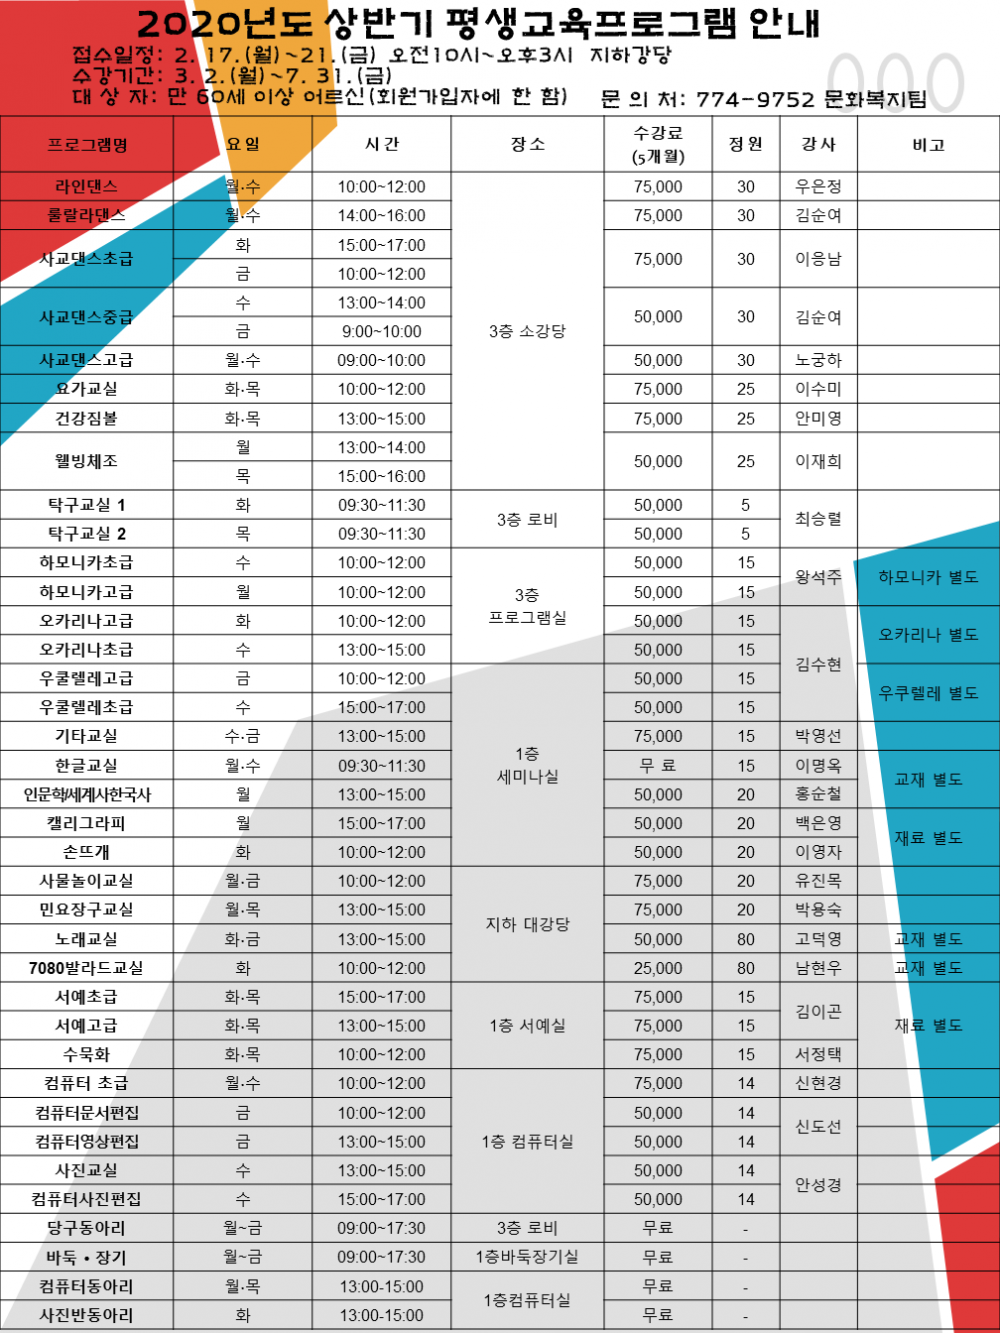 2020년도 상반기 평생교육프로그램 안내
접수일정: 2. 17.(월)~21.(금) 오전10시~오후3시 지하강당
수강기간: 3. 2.(월)~7. 31.(금)
대 상 자: 만 60세 이상 어르신(회원가입자에 한 함) 문 의 처: 774-9752 문화복지팀
프로그램명 요일 시간 장소 수강료 (5개월) 정원 강사 비고
라인댄스 월·수 10:00~12:00 75,000 30 우은정
룰랄라댄스 월·수 14:00~16:00 75,000 30 김순여
사교댄스초급 화 15:00~17:00 75,000 30 이응남
금 10:00~12:00
사교댄스중급 수 13:00~14:00 3층 소강당 50,000 30 김순여
금 9:00~10:00
사교댄스고급 월·수 09:00~10:00 50,000 30 노궁하
요가교실 화·목 10:00~12:00 75,000 25 이수미
건강짐볼 화·목 13:00~15:00 75,000 25 안미영
웰빙체조 월 13:00~14:00 50,000 25 이재희
목 15:00~16:00
탁구교실 1 화 09:30~11:30 3층 로비 50,000 5 최승렬
탁구교실 2 목 09:30~11:30 50,000 5
하모니카초급 수 10:00~12:00 50,000 15 왕석주 하모니카 별도
하모니카고급 월 10:00~12:00 3층 프로그램실 50,000 15
오카리나고급 화 10:00~12:00 50,000 15 김수현 오카리나 별도
오카리나초급 수 13:00~15:00 50,000 15
우쿨렐레고급 금 10:00~12:00 50,000 15 우쿠렐레 별도
우쿨렐레초급 수 15:00~17:00 50,000 15
기타교실 수·금 13:00~15:00 1층 세미나실 75,000 15 박영선
한글교실 월·수 09:30~11:30 무 료 15 이명옥 교재 별도
인문학/세계사한국사 월 13:00~15:00 50,000 20 홍순철
캘리그라피 월 15:00~17:00 50,000 20 백은영 재료 별도
손뜨개 화 10:00~12:00 50,000 20 이영자
사물놀이교실 월·금 10:00~12:00 75,000 20 유진목
민요장구교실 월·목 13:00~15:00 지하 대강당 75,000 20 박용숙
노래교실 화·금 13:00~15:00 50,000 80 고덕영 교재 별도
7080발라드교실 화 10:00~12:00 25,000 80 남현우 교재 별도
서예초급 화·목 15:00~17:00 75,000 15 김이곤
서예고급 화·목 13:00~15:00 1층 서예실 75,000 15 재료 별도
수묵화 화·목 10:00~12:00 75,000 15 서정택
컴퓨터 초급 월·수 10:00~12:00 75,000 14 신현경
컴퓨터문서편집 금 10:00~12:00 50,000 14 신도선
컴퓨터영상편집 금 13:00~15:00 1층 컴퓨터실 50,000 14
사진교실 수 13:00~15:00 50,000 14 안성경
컴퓨터사진편집 수 15:00~17:00 50,000 14
당구동아리 월~금 09:00~17:30 3층 로비 무료 -
바둑 • 장기 월~금 09:00~17:30 1층바둑장기실 무료 -
컴퓨터동아리 월·목 13:00-15:00 1층컴퓨터실 무료 -
사진반동아리 화 13:00-15:00 무료 -